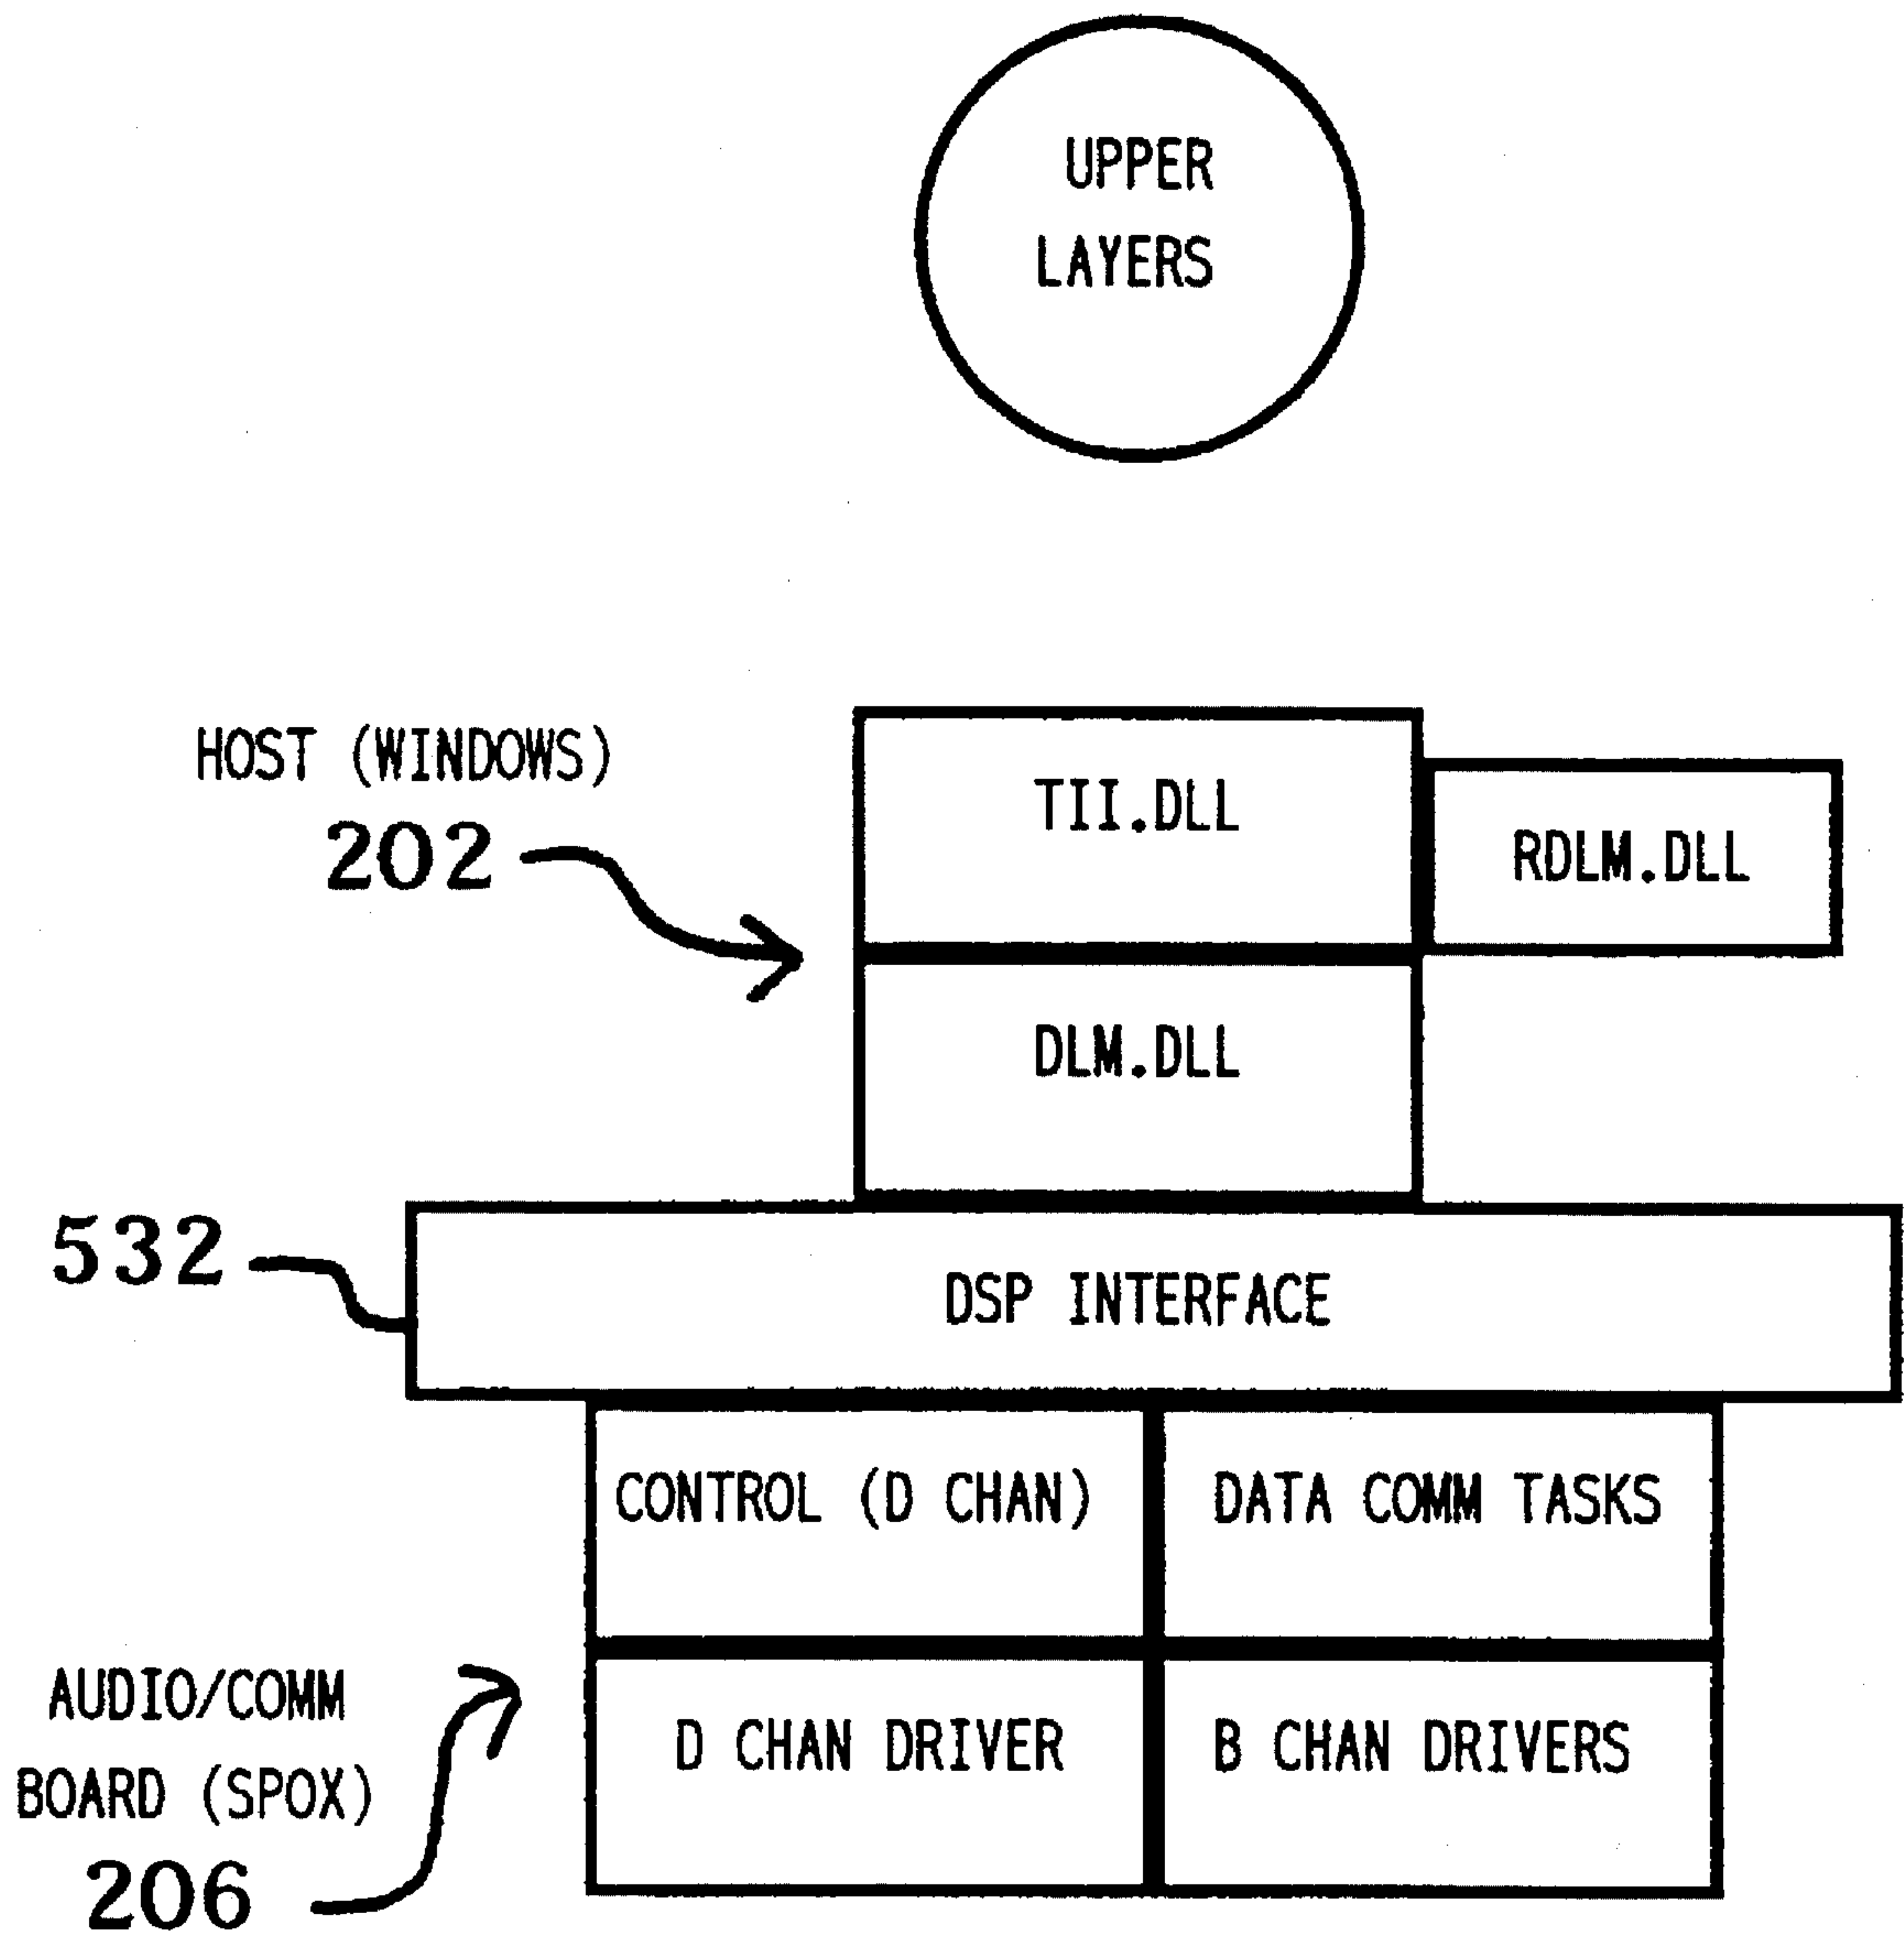 UPPER
LAYERS
HOST (WINDOWS)
202
TII.DLL
RDLM.DLL
DLM.DLL
532
DSP INTERFACE
CONTROL (D CHAN)
DATA COMM TASKS
AUDIO/COMM
BOARD (SPOX)
206
D CHAN DRIVER
B CHAN DRIVERS